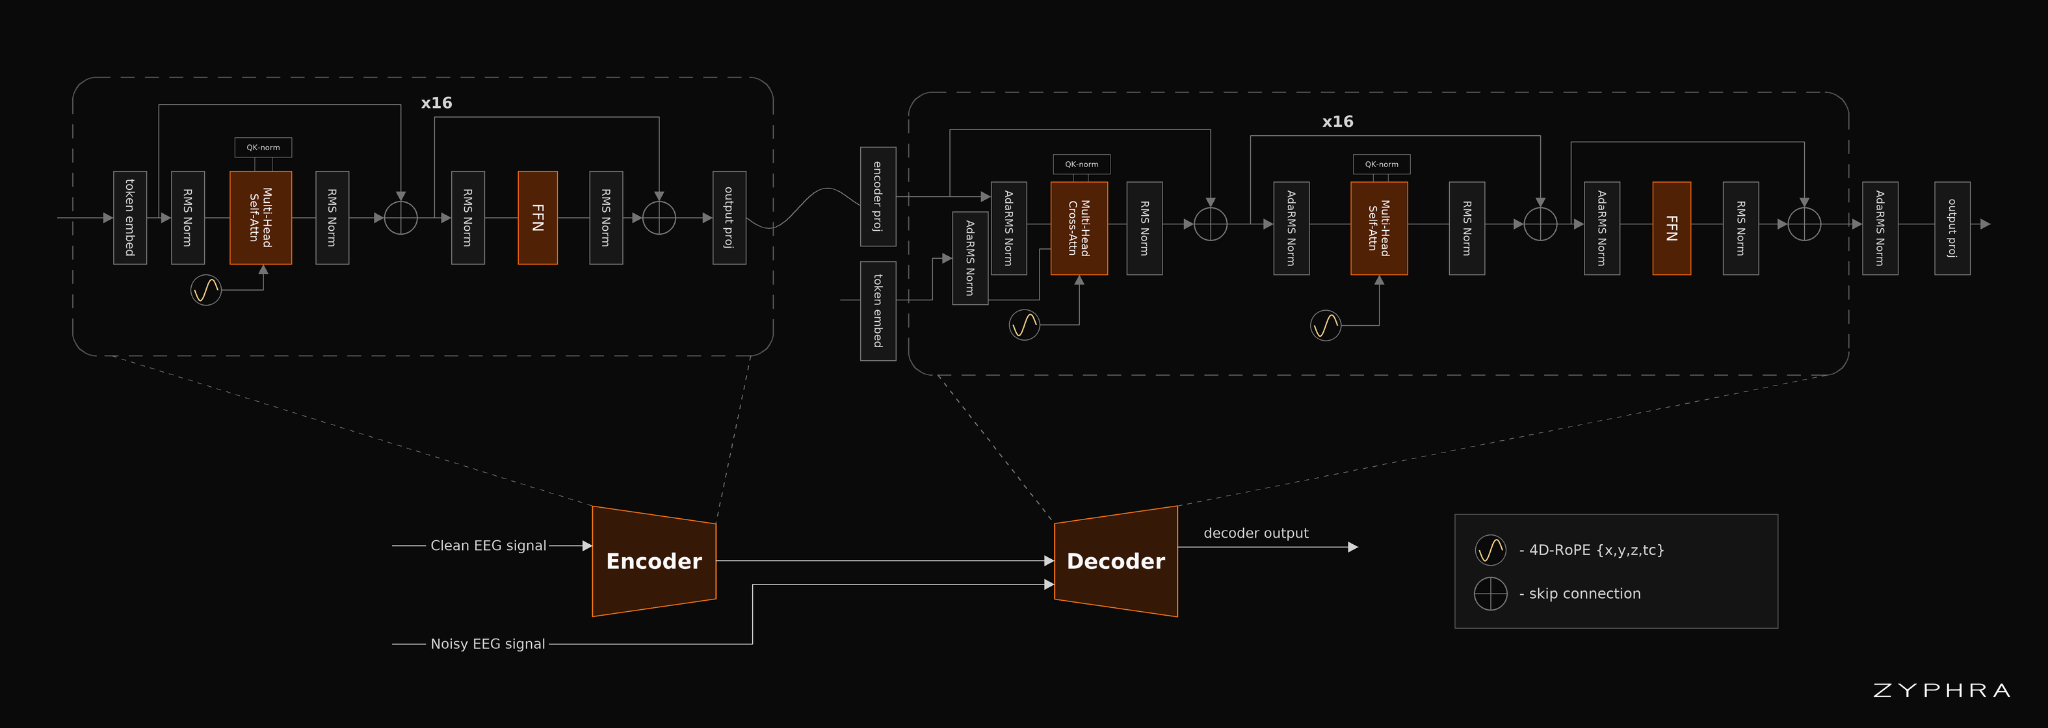 x16
QK-norm
token embed
RMS Norm
Multi-Head
Self-Attn
RMS Norm
RMS Norm
FFN
RMS Norm
output proj
encoder proj
token embed
x16
QK-norm
QK-norm
AdaRMS Norm
AdaRMS Norm
Multi-Head
Cross-Attn
RMS Norm
AdaRMS Norm
Multi-Head
Self-Attn
RMS Norm
AdaRMS Norm
FFN
RMS Norm
AdaRMS Norm
output proj
Clean EEG signal
Encoder
Noisy EEG signal
Decoder
decoder output
- 4D-RoPE {x,y,z,tc}
- skip connection
ZYPHRA